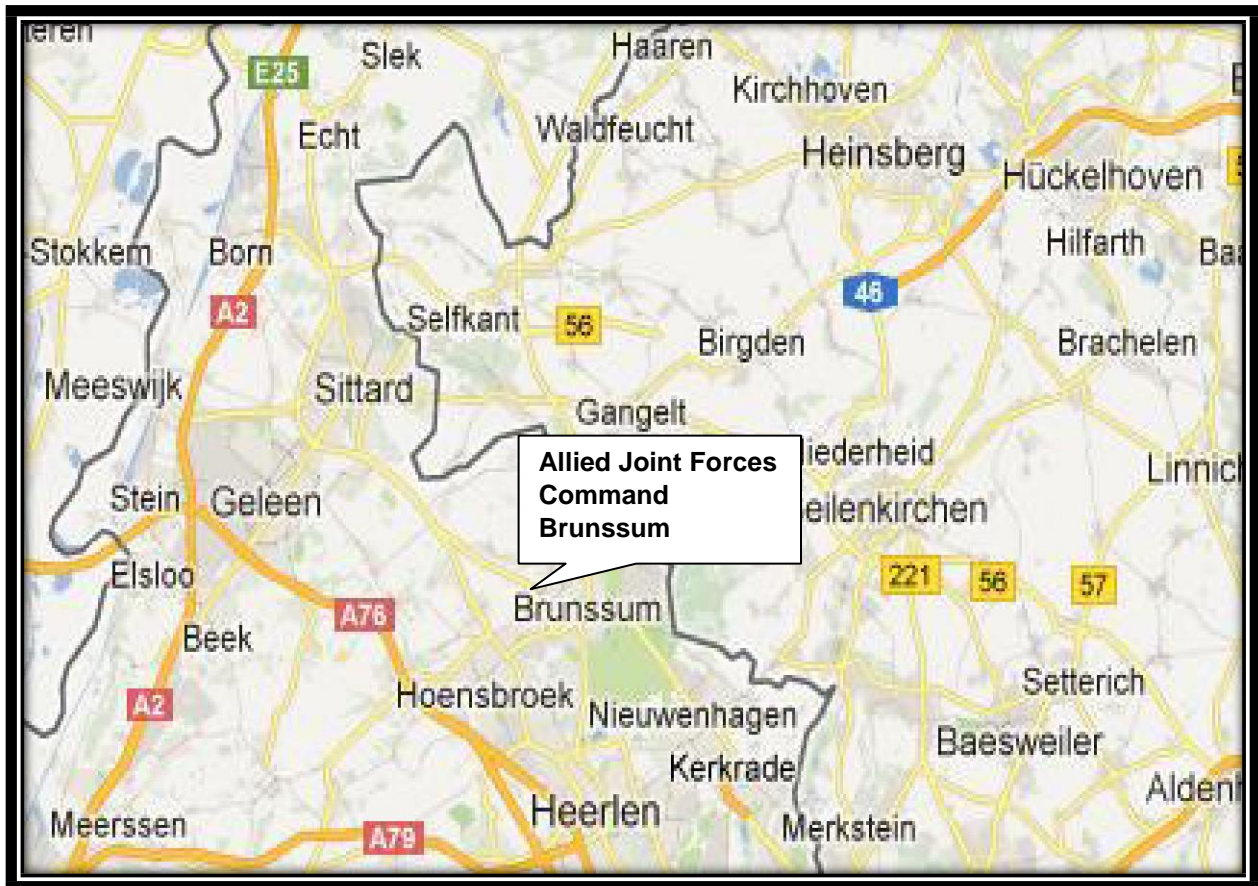 Haaren
Slek
E25
Kirchhoven
Echt
Waldfeucht
Heinsberg
Hückelhoven
Stokkem
Born
Hilfarth
A2
46
Selfkant
56
Birgden
Brachelen
Meeswijk
Sittard
Gangelt
Allied Joint Forces
Command
Brunssum
Stein
Geleen
Elsloo
221
56
57
A76
Brunssum
Beek
Hoensbroek
Setterich
A2
Nieuwenhagen
Baesweiler
Kerkrade
Heerlen
Meerssen
A79
Merkstein